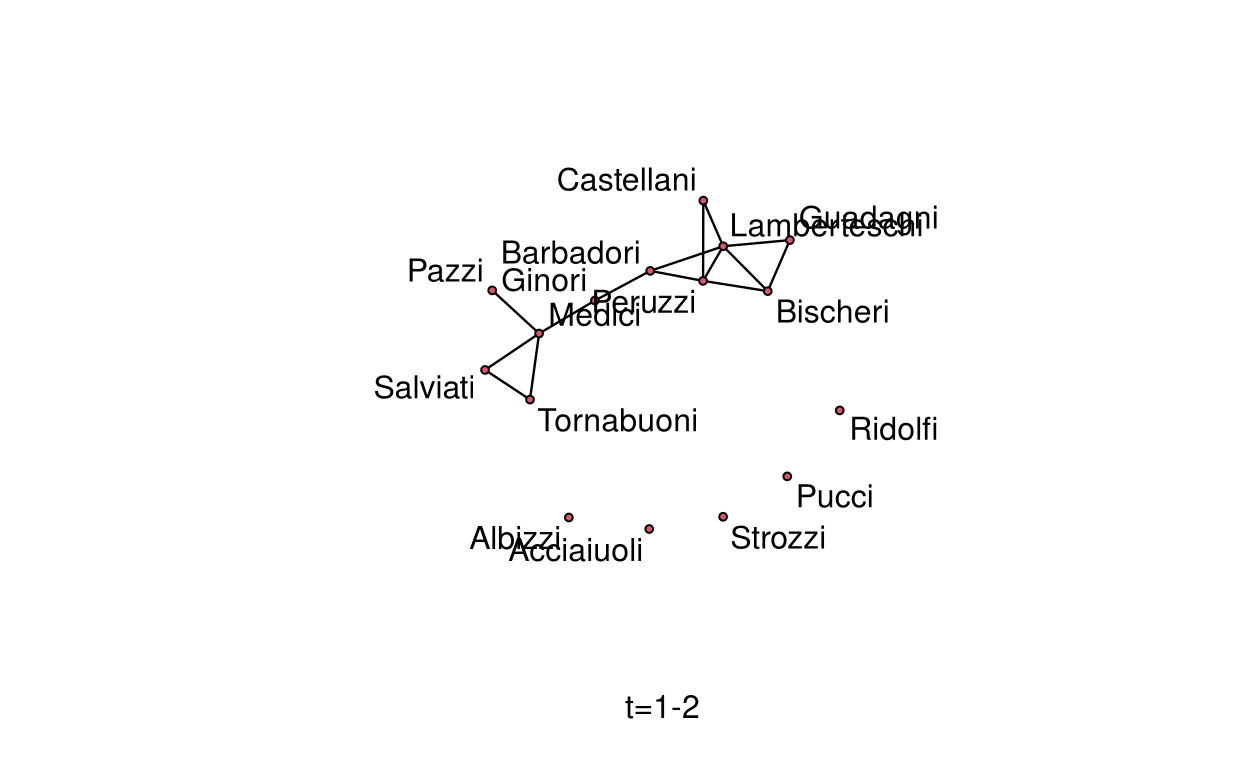 Castellani
Guadagni
Lamberteschi
Barbadori
Pazzi
Ginori
Peruzzi
Medici
Bischeri
Salviati
Tornabuoni
Ridolfi
Pucci
Albizzi
Acciaiuoli
Strozzi
t=1-2